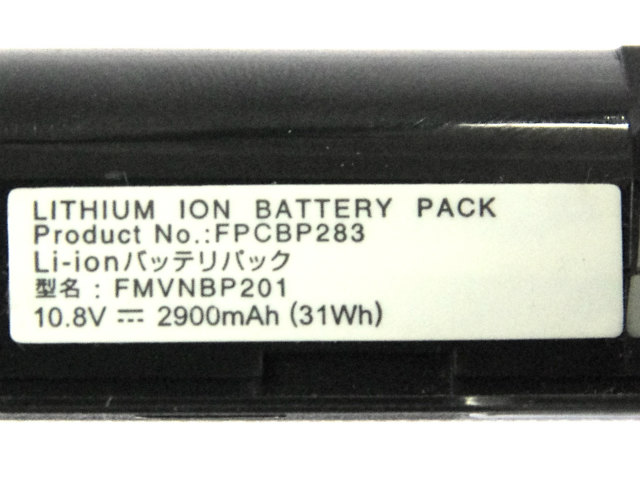 LITHIUM ION BATTERY PACK
Product No.:FPCBP283
Li-ionバッテリパック
型名 : FMVNBP201
10.8V ⎓ 2900mAh (31Wh)